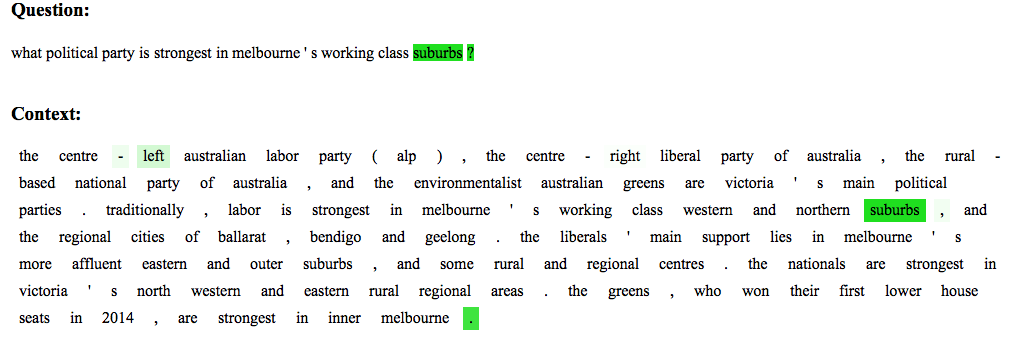 Question:
what political party is strongest in melbourne ' s working class suburbs ?
Context:
the centre - left australian labor party ( alp ) , the centre - right liberal party of australia , the rural -
based national party of australia , and the environmentalist australian greens are victoria ' s main political
parties . traditionally , labor is strongest in melbourne ' s working class western and northern suburbs , and
the regional cities of ballarat , bendigo and geelong . the liberals ' main support lies in melbourne ' s
more affluent eastern and outer suburbs , and some rural and regional centres . the nationals are strongest in
victoria ' s north western and eastern rural regional areas . the greens , who won their first lower house
seats in 2014 , are strongest in inner melbourne .